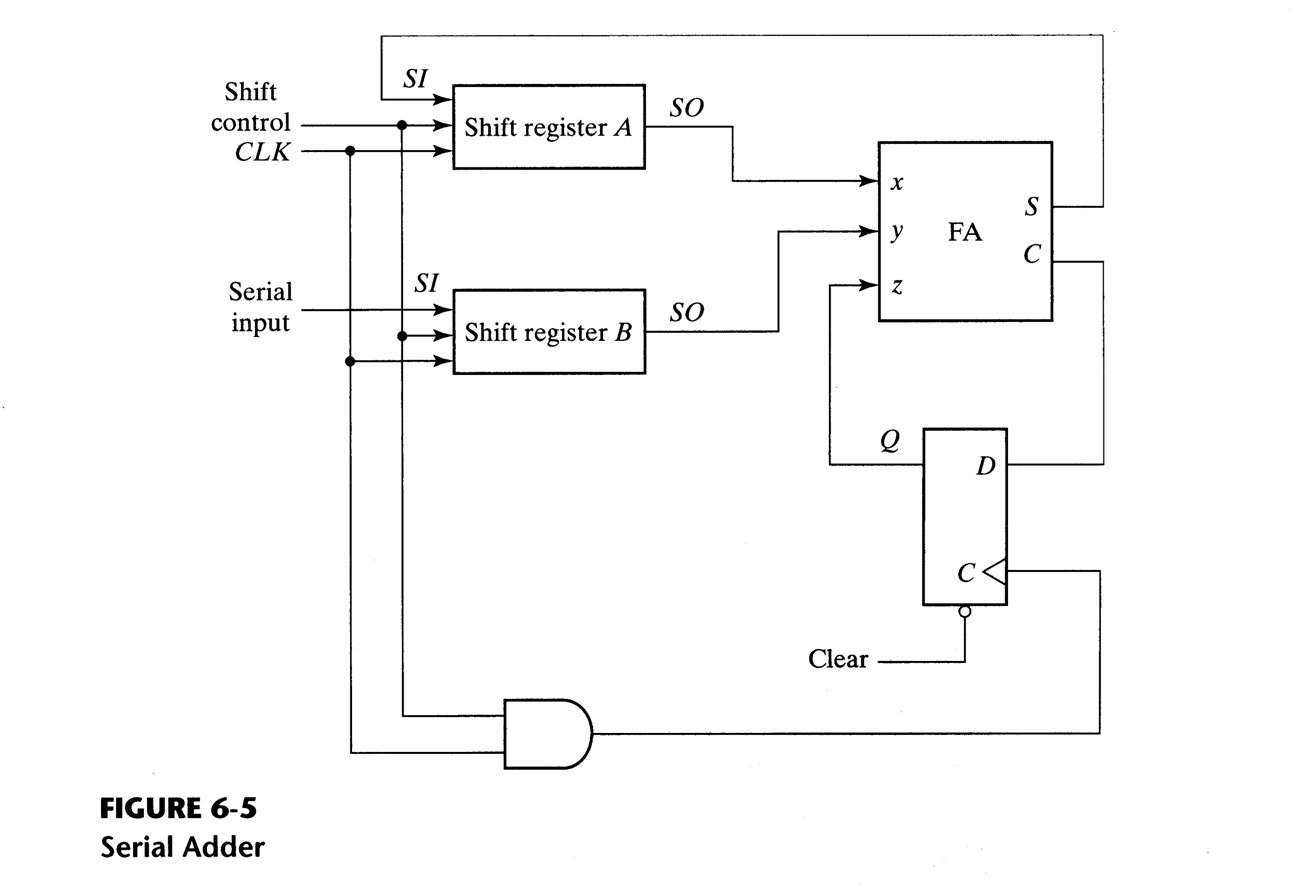 SI
Shift
control
CLK
Shift register A
SO
x
y
z
FA
S
C
Serial
input
SI
Shift register B
SO
Q
D
C
Clear
FIGURE 6-5
Serial Adder